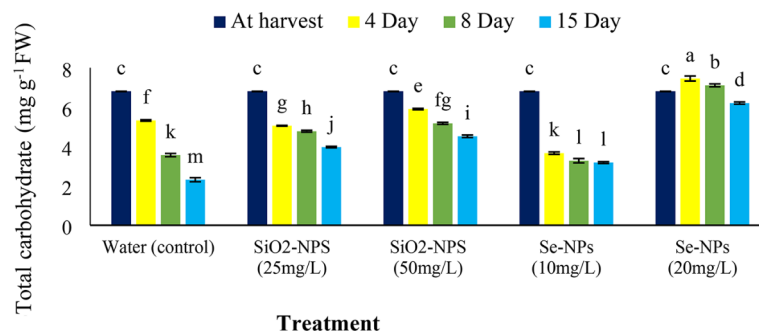 At harvest 4 Day 8 Day 15 Day
Total carbohydrate (mg g-1 FW)
8
6
4
2
0
c f k m
c g h j
c e fg i
c k l l
c a b d
Water (control)
SiO2-NPS
(25mg/L)
SiO2-NPS
(50mg/L)
Se-NPs
(10mg/L)
Se-NPs
(20mg/L)
Treatment